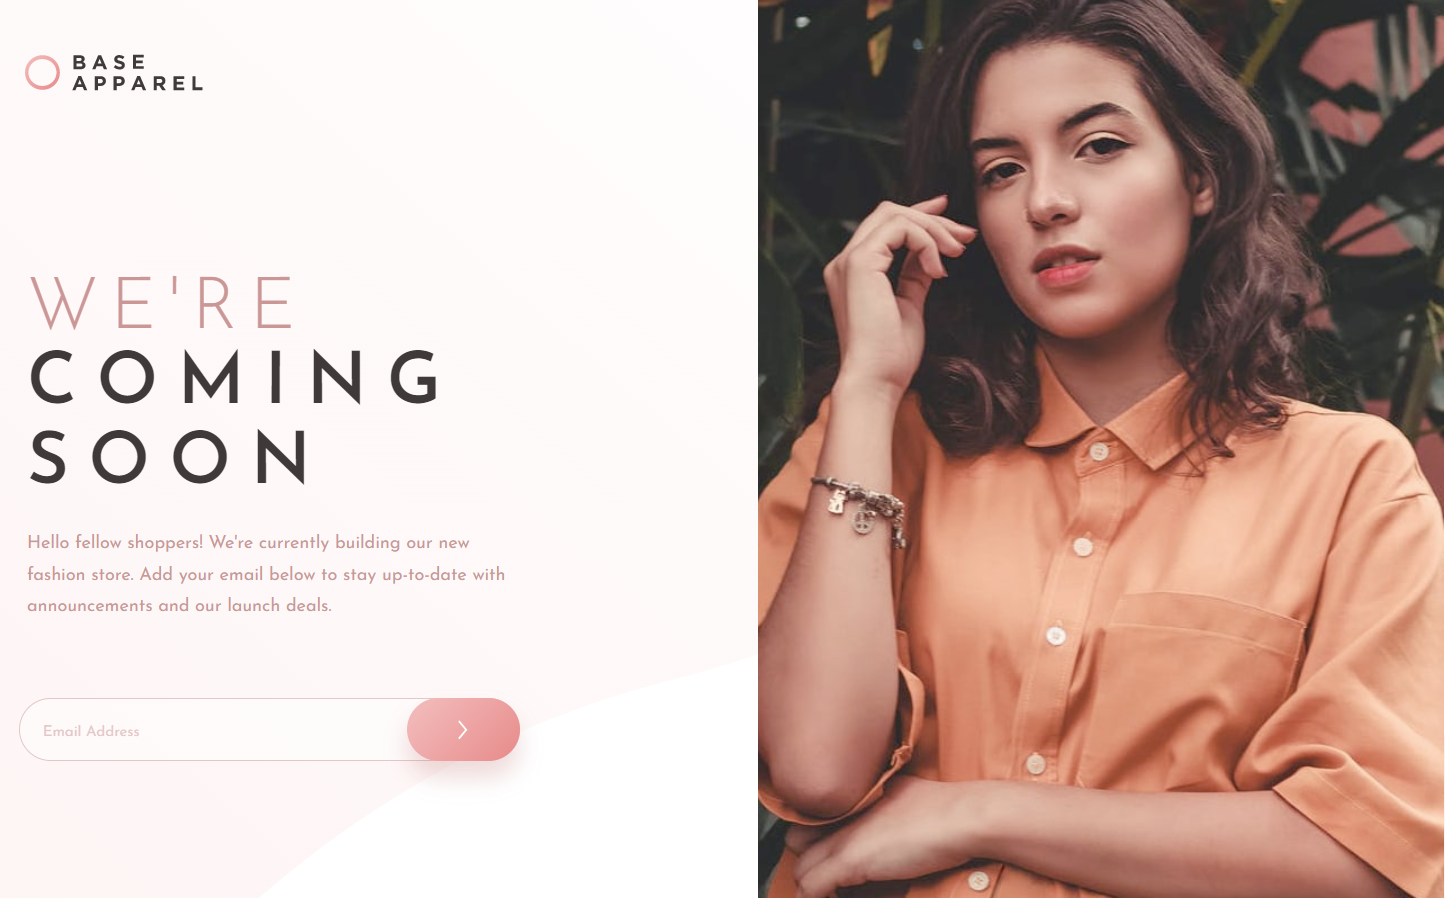 BASE
APPAREL
WE'RE
COMING
SOON
Hello fellow shoppers! We're currently building our new
fashion store. Add your email below to stay up-to-date with
announcements and our launch deals.
Email Address